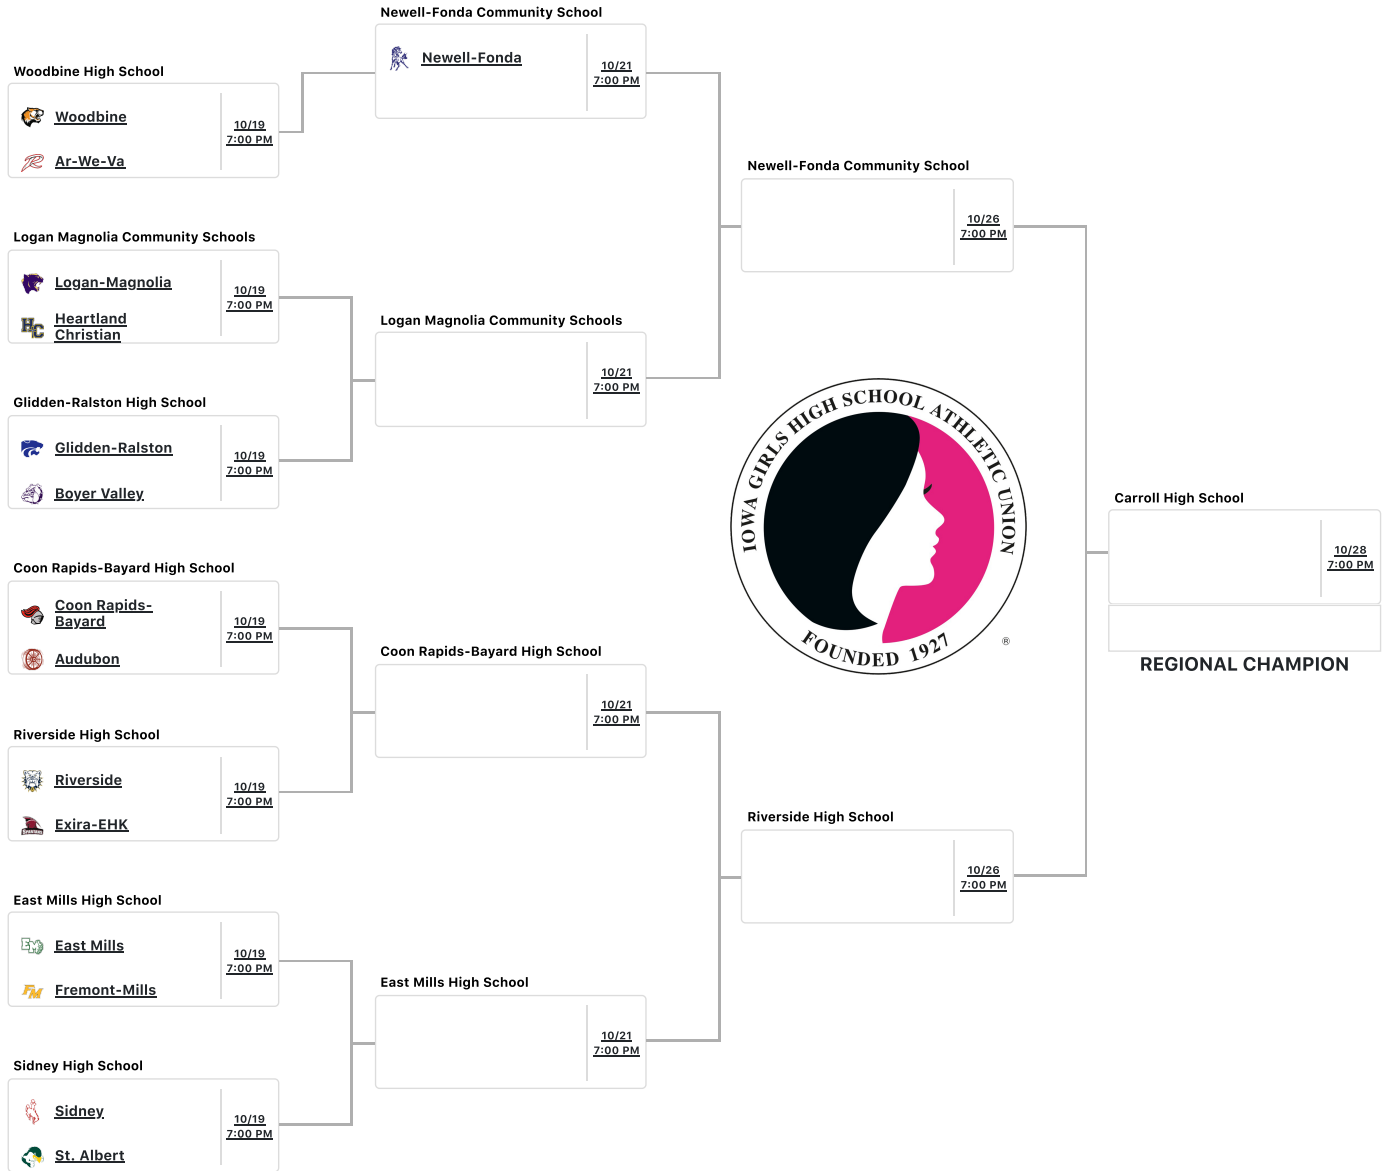 Newell-Fonda Community School
Newell-Fonda
10/21
7:00 PM
Woodbine High School
Woodbine
Ar-We-Va
10/19
7:00 PM
Newell-Fonda Community School
10/26
7:00 PM
Logan Magnolia Community Schools
Logan-Magnolia
Heartland
Christian
HC
10/19
7:00 PM
Logan Magnolia Community Schools
10/21
7:00 PM
Glidden-Ralston High School
Glidden-Ralston
Boyer Valley
10/19
7:00 PM
IOWA GIRLS HIGH SCHOOL ATHLETIC UNION
FOUNDED 1927
®
Carroll High School
10/28
7:00 PM
REGIONAL CHAMPION
Coon Rapids-Bayard High School
Coon Rapids-
Bayard
Audubon
10/19
7:00 PM
Coon Rapids-Bayard High School
10/21
7:00 PM
Riverside High School
Riverside
Exira-EHK
SPARTANS
10/19
7:00 PM
Riverside High School
10/26
7:00 PM
East Mills High School
EM
East Mills
FM
Fremont-Mills
10/19
7:00 PM
East Mills High School
10/21
7:00 PM
Sidney High School
Sidney
St. Albert
10/19
7:00 PM